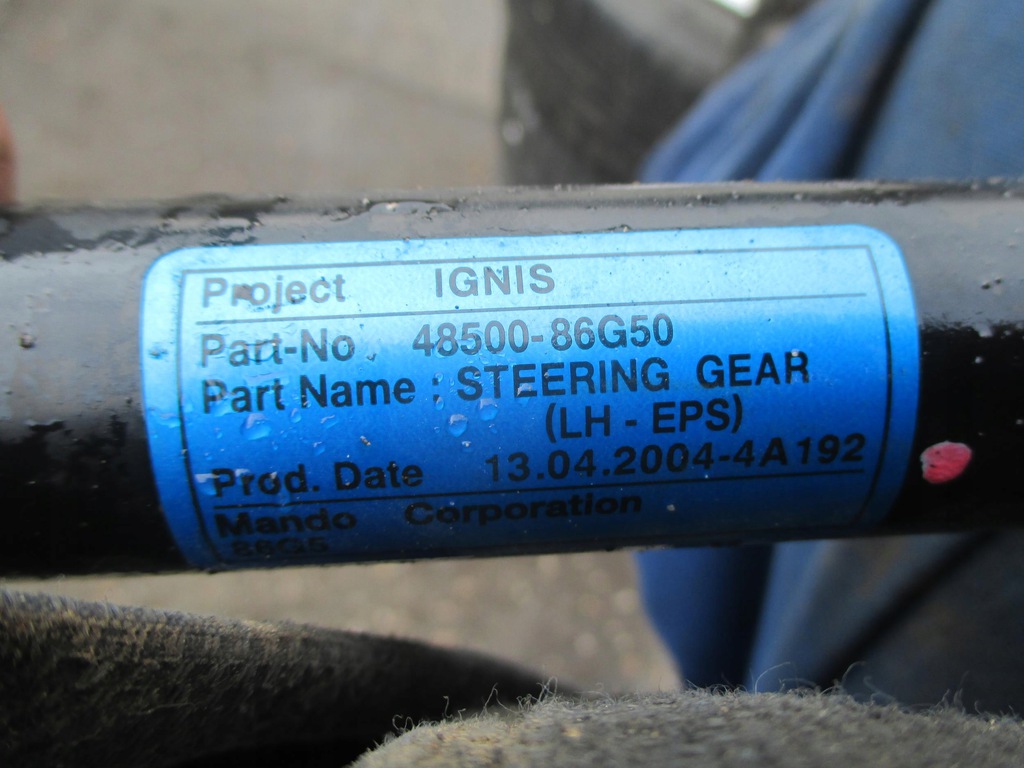 Project IGNIS
Part-No . 48500-86G50
Part Name : STEERING GEAR
(LH - EPS)
Prod. Date 13.04.2004-4A192
Mando Corporation
86G5